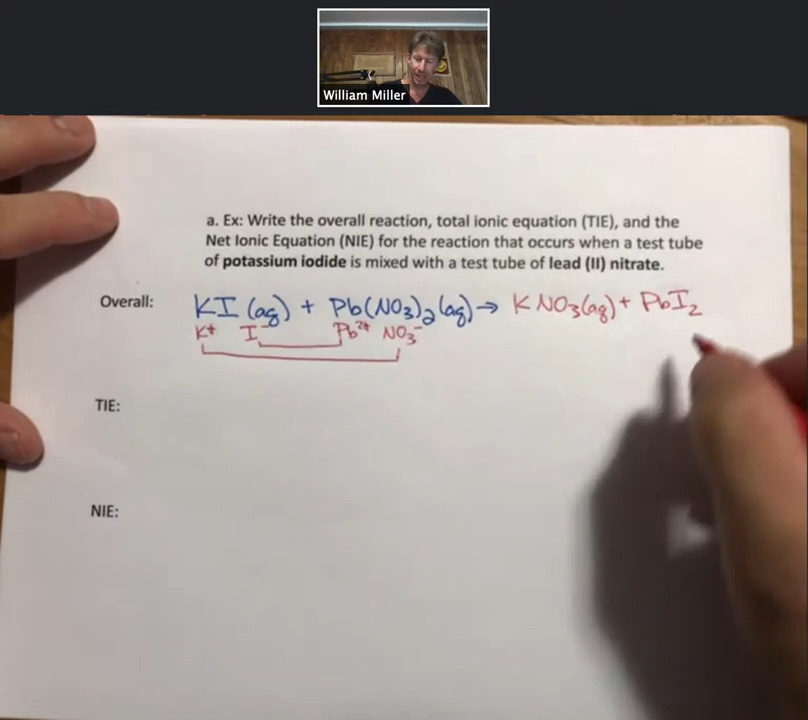 William Miller
a. Ex: Write the overall reaction, total ionic equation (TIE), and the
Net Ionic Equation (NIE) for the reaction that occurs when a test tube
of potassium iodide is mixed with a test tube of lead (II) nitrate.
Overall: KI (aq) + Pb(NO₃)₂(aq) → KNO₃(aq) + PbI₂
K⁺ I⁻ Pb²⁺ NO₃⁻
TIE:
NIE: